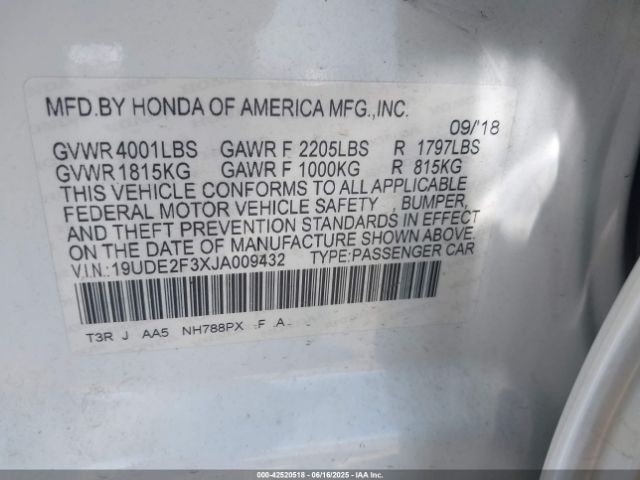 MFD.BY HONDA OF AMERICA MFG.,INC.
09/'18
GVWR 4001LBS GAWR F 2205LBS R 1797LBS
GVWR 1815KG GAWR F 1000KG R 815KG
THIS VEHICLE CONFORMS TO ALL APPLICABLE
FEDERAL MOTOR VEHICLE SAFETY , BUMPER,
AND THEFT PREVENTION STANDARDS IN EFFECT
ON THE DATE OF MANUFACTURE SHOWN ABOVE.
V.I.N.:19UDE2F3XJA009432 TYPE:PASSENGER CAR
T3R J AA5 NH788PX F A
000-42520518 - 06/16/2025 - IAAI.COM